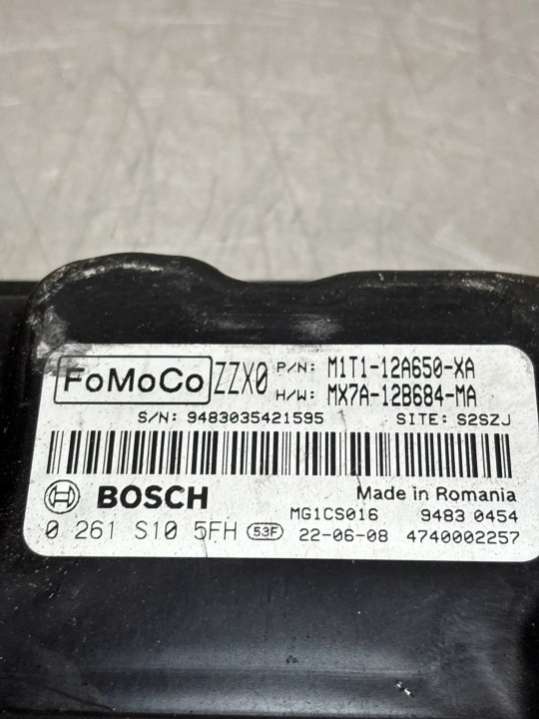 FoMoCo ZZX0 P/N: M1T1-12A650-XA
H/W: MX7A-12B684-MA
S/N: 9483035421595 SITE: S2SZJ
BOSCH Made in Romania
MG1CS016 9483 0454
0 261 S10 5FH 53F 22-06-08 4740002257